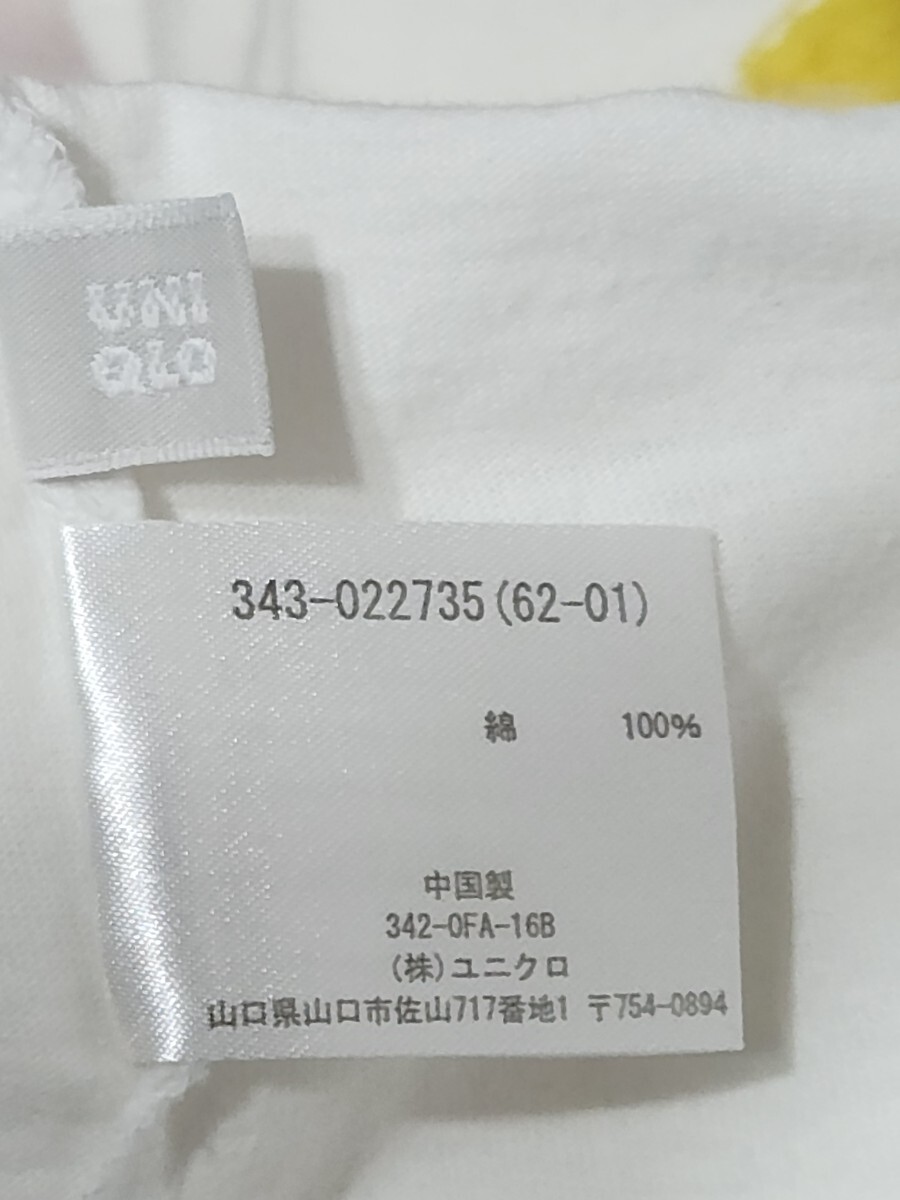 UNI
QLO
343-022735(62-01)
綿 100%
中国製
342-0FA-16B
(株)ユニクロ
山口県山口市佐山717番地1 〒754-0894